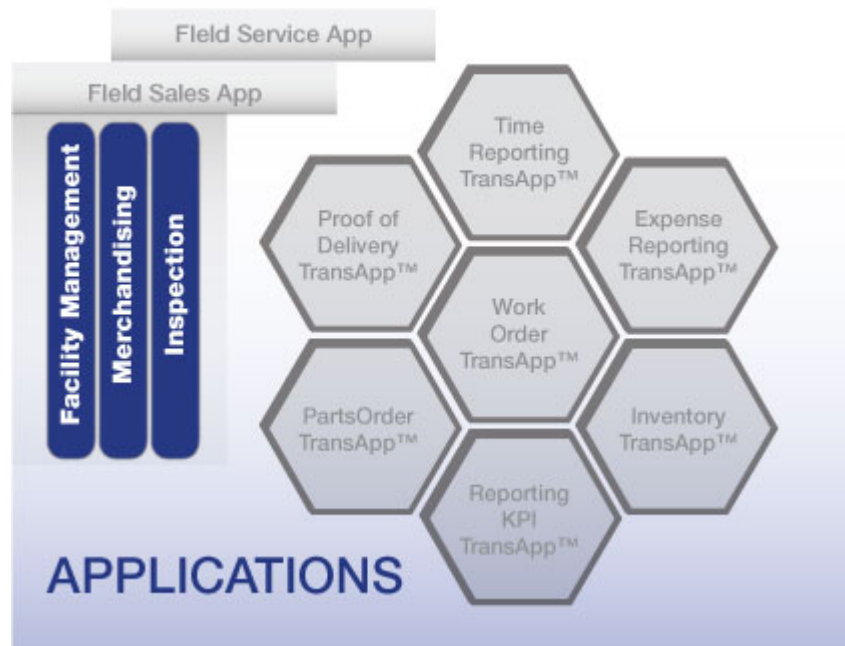 FIeld Service App
FIeld Sales App
Facility Management
Merchandising
Inspection
Time
Reporting
TransApp™
Proof of
Delivery
TransApp™
Expense
Reporting
TransApp™
Work
Order
TransApp™
PartsOrder
TransApp™
Inventory
TransApp™
Reporting
KPI
TransApp™
APPLICATIONS